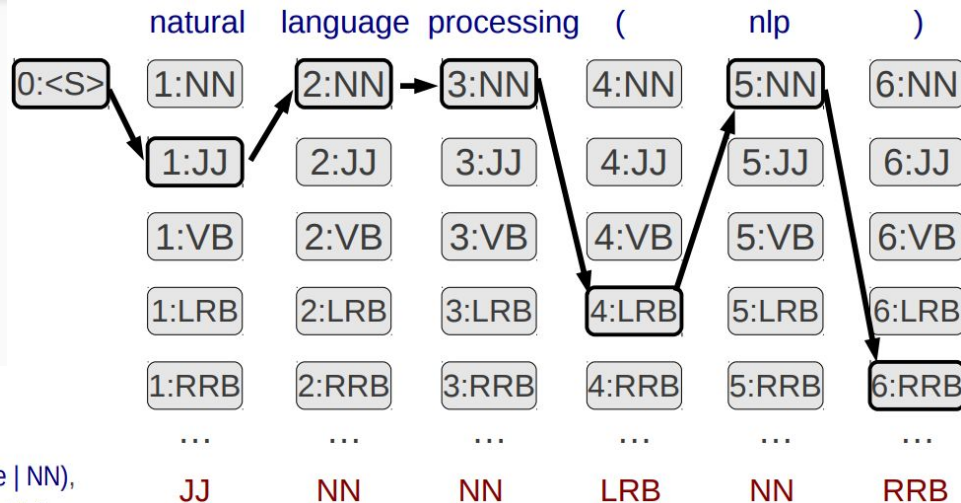 natural language processing ( nlp )
0:<S> 1:NN 2:NN 3:NN 4:NN 5:NN 6:NN
1:JJ 2:JJ 3:JJ 4:JJ 5:JJ 6:JJ
1:VB 2:VB 3:VB 4:VB 5:VB 6:VB
1:LRB 2:LRB 3:LRB 4:LRB 5:LRB 6:LRB
1:RRB 2:RRB 3:RRB 4:RRB 5:RRB 6:RRB
… … … … … …
e | NN),
JJ NN NN LRB NN RRB